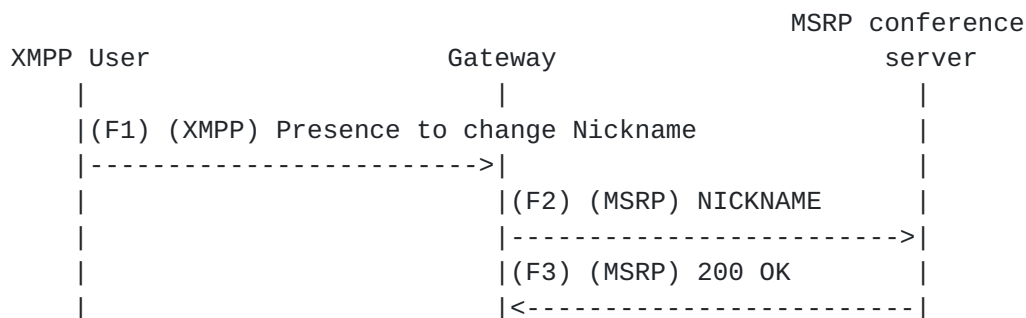 MSRP conference
XMPP User Gateway server
| | |
|(F1) (XMPP) Presence to change Nickname |
|------------------------->| |
| |(F2) (MSRP) NICKNAME |
| |------------------------->|
| |(F3) (MSRP) 200 OK |
| |<-------------------------|